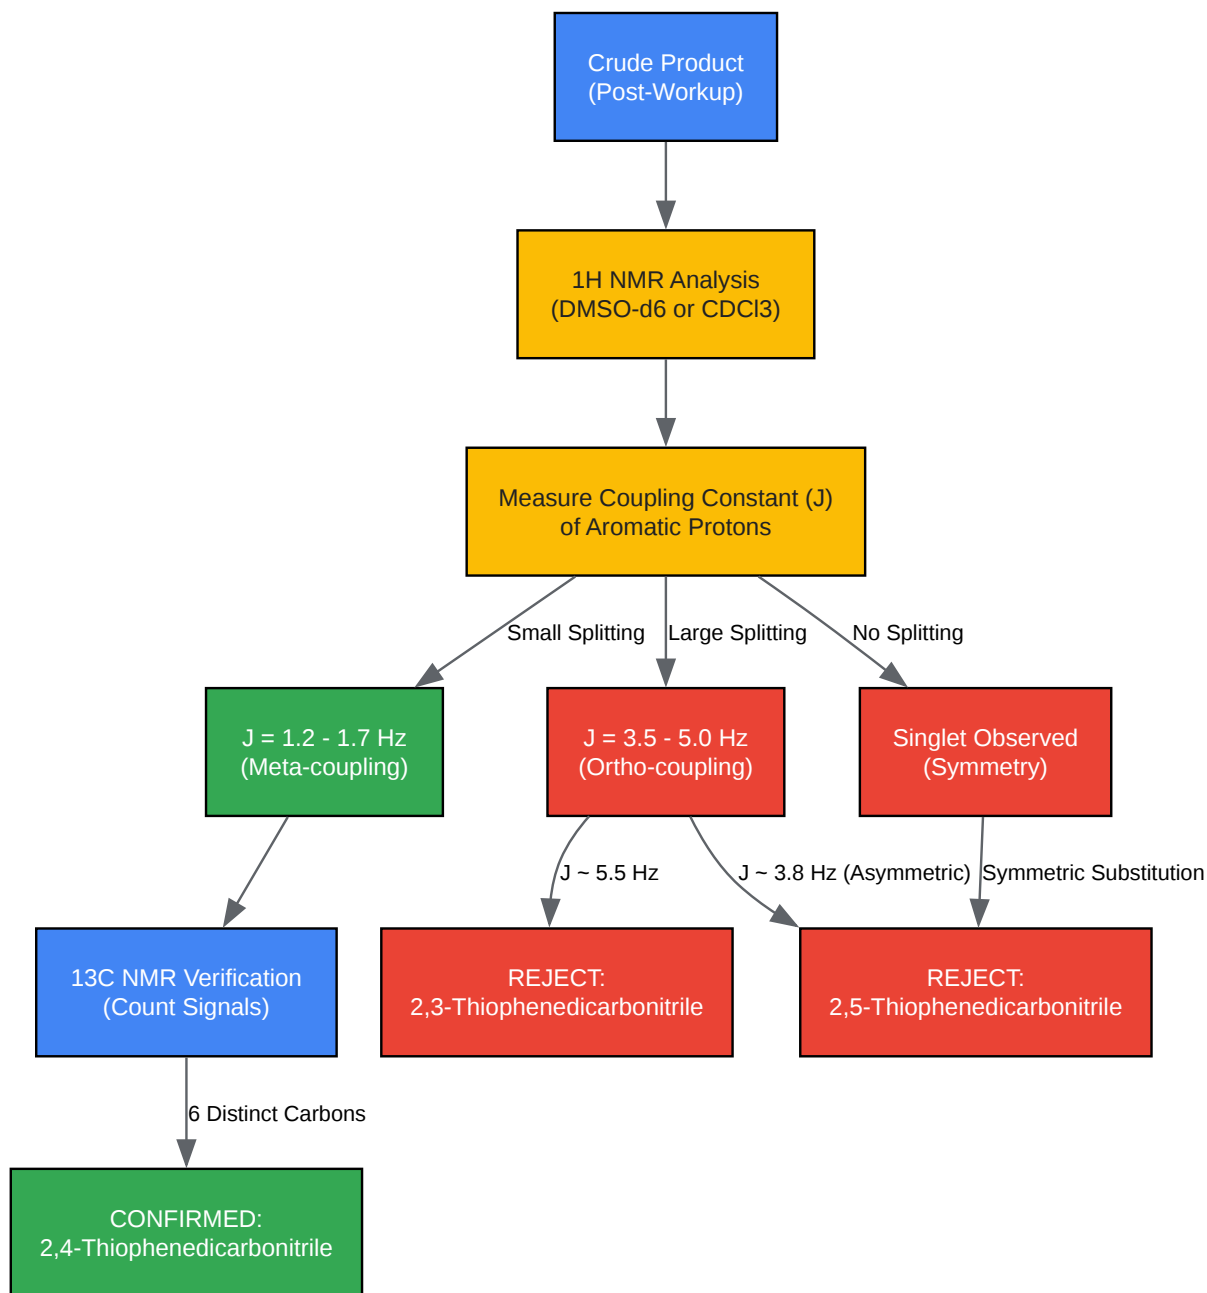 Crude Product
(Post-Workup)
1H NMR Analysis
(DMSO-d6 or CDCl3)
Measure Coupling Constant (J)
of Aromatic Protons
Small Splitting
Large Splitting
No Splitting
J = 1.2 - 1.7 Hz
(Meta-coupling)
J = 3.5 - 5.0 Hz
(Ortho-coupling)
Singlet Observed
(Symmetry)
J ~ 5.5 Hz
J ~ 3.8 Hz (Asymmetric)
Symmetric Substitution
13C NMR Verification
(Count Signals)
REJECT:
2,3-Thiophenedicarbonitrile
REJECT:
2,5-Thiophenedicarbonitrile
6 Distinct Carbons
CONFIRMED:
2,4-Thiophenedicarbonitrile